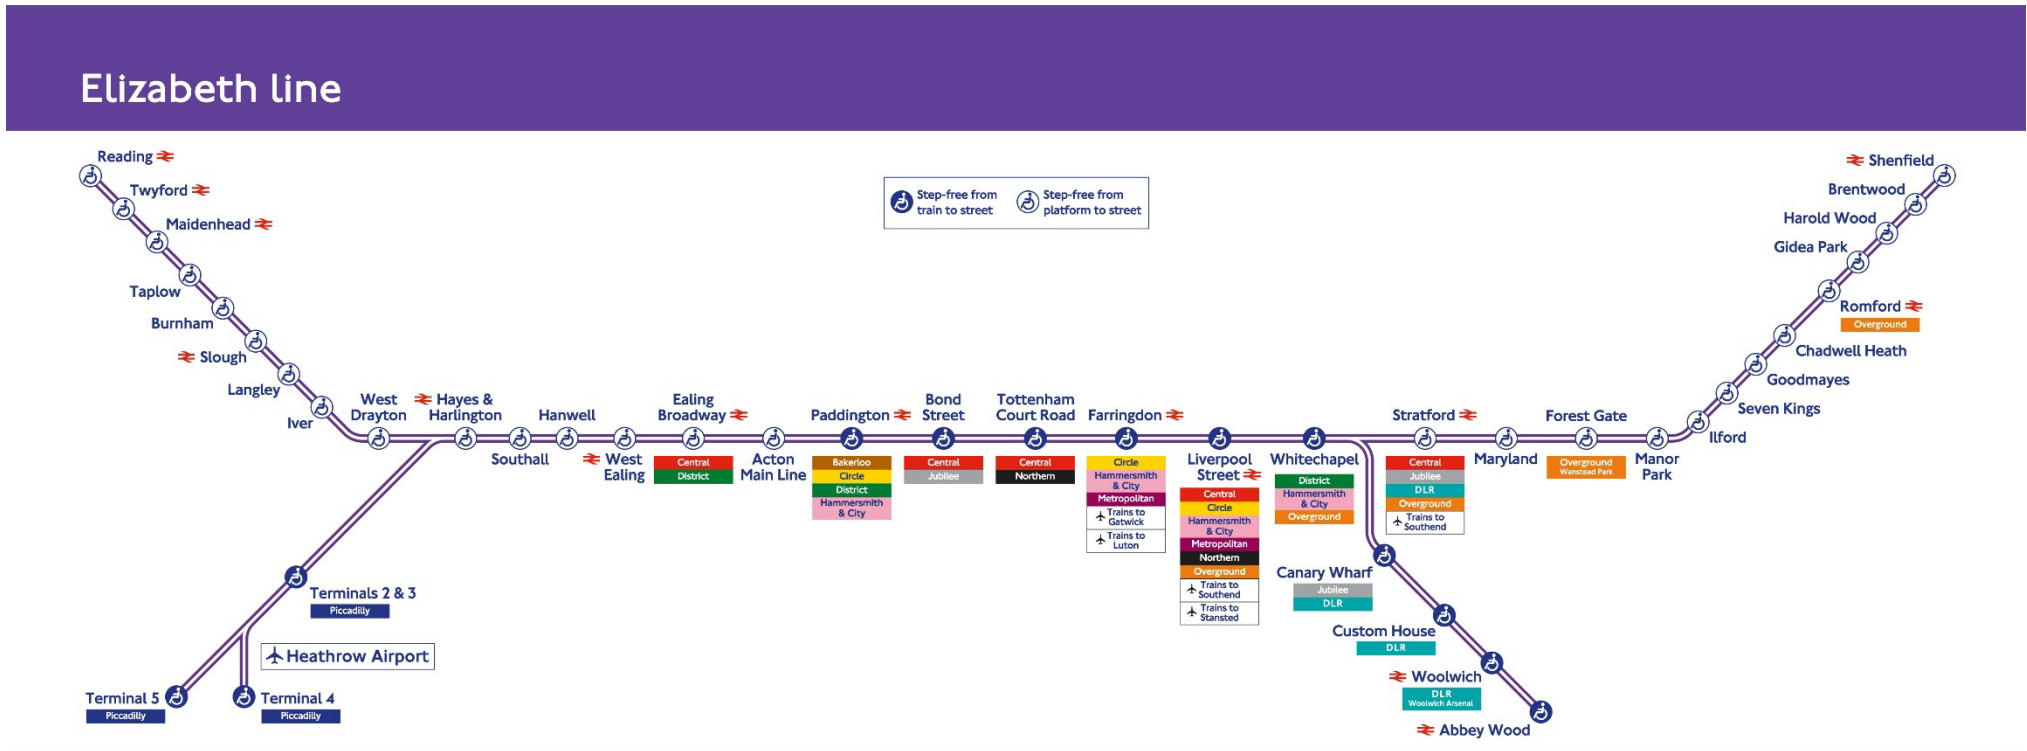 Elizabeth line
Reading
Twyford
Maidenhead
Taplow
Burnham
Slough
Langley
Iver
West
Drayton
Hayes &
Harlington
Southall
Hanwell
West
Ealing
Ealing
Broadway
Central
District
Acton
Main Line
Paddington
Bakerloo
Circle
District
Hammersmith
& City
Bond
Street
Central
Jubilee
Tottenham
Court Road
Central
Northern
Farringdon
Circle
Hammersmith
& City
Metropolitan
Trains to
Gatwick
Trains to
Luton
Liverpool
Street
Central
Circle
Hammersmith
& City
Metropolitan
Northern
Overground
Trains to
Southend
Trains to
Stansted
Whitechapel
District
Hammersmith
& City
Overground
Stratford
Central
Jubilee
DLR
Overground
Trains to
Southend
Maryland
Forest Gate
Overground
Wanstead Park
Manor
Park
Ilford
Seven Kings
Goodmayes
Chadwell Heath
Romford
Overground
Gidea Park
Harold Wood
Brentwood
Shenfield
Step-free from
train to street
Step-free from
platform to street
Terminals 2 & 3
Piccadilly
Heathrow Airport
Terminal 5
Piccadilly
Terminal 4
Piccadilly
Canary Wharf
Jubilee
DLR
Custom House
DLR
Woolwich
DLR
Woolwich Arsenal
Abbey Wood